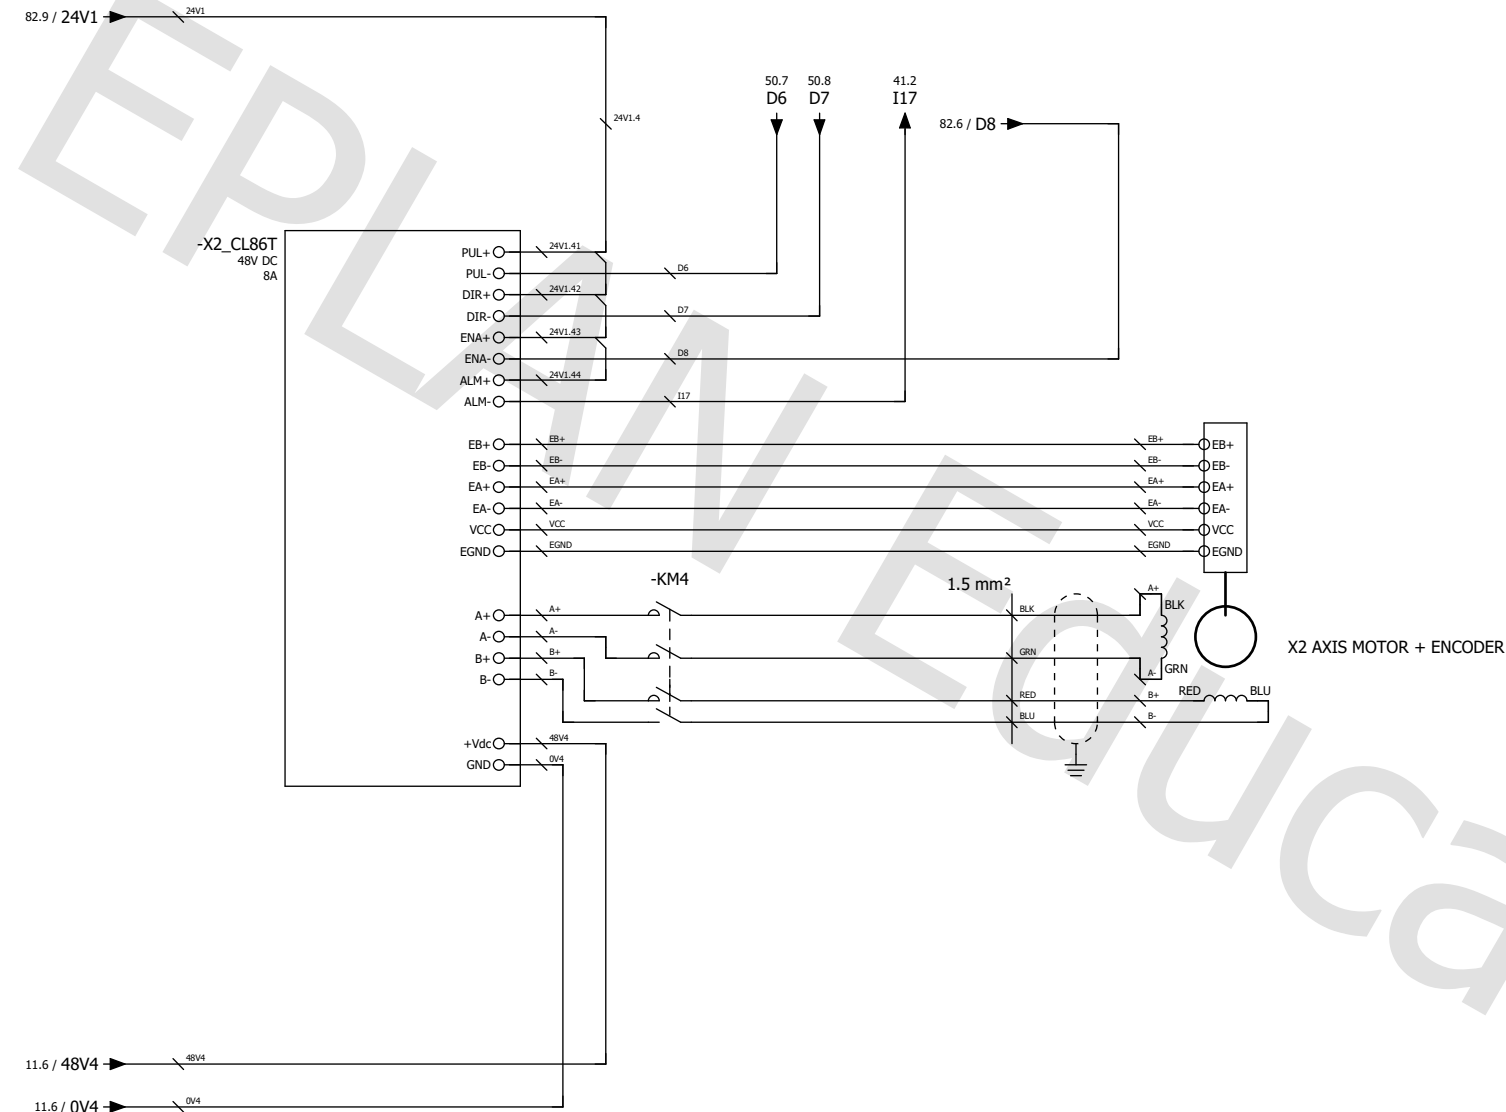 82.9 / 24V1
24V1
24V1.4
50.7
D6
50.8
D7
41.2
I17
82.6 / D8
-X2_CL86T
48V DC
8A
PUL+ 24V1.41
PUL- D6
DIR+ 24V1.42
DIR- D7
ENA+ 24V1.43
ENA- D8
ALM+ 24V1.44
ALM- I17
EB+ EB+ EB+ EB+
EB- EB- EB- EB-
EA+ EA+ EA+ EA+
EA- EA- EA- EA-
VCC VCC VCC VCC
EGND EGND EGND EGND
-KM4
1.5 mm²
A+ A+ BLK A+ BLK
A- A- GRN A- GRN
B+ B+ RED B+ RED BLU
B- B- BLU B-
X2 AXIS MOTOR + ENCODER
+Vdc 48V4
GND 0V4
11.6 / 48V4 48V4
11.6 / 0V4 0V4
EPLAN Educa